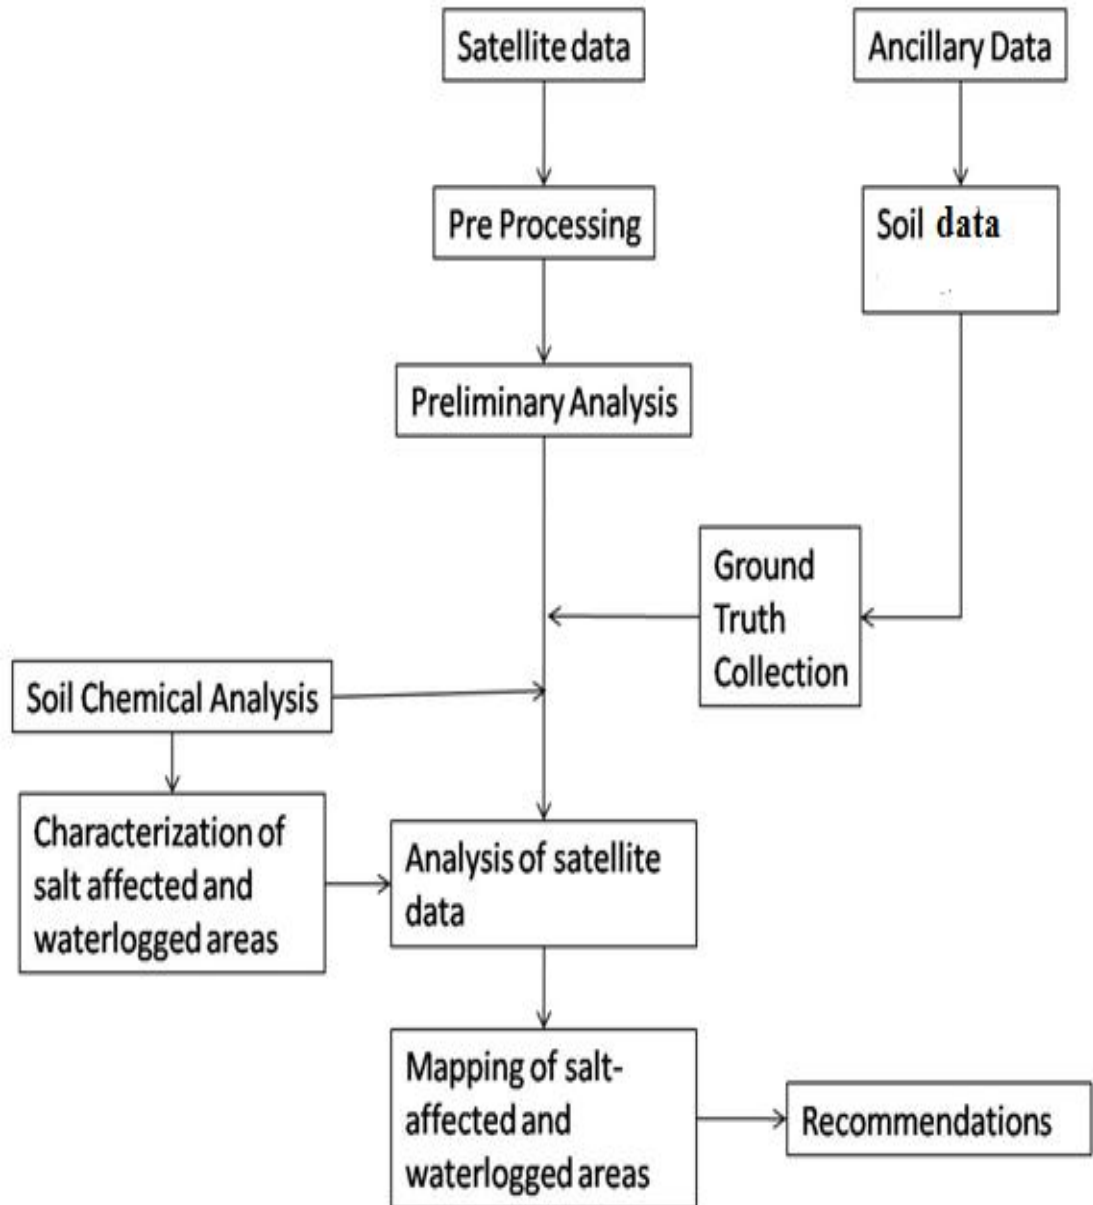 Satellite data
Ancillary Data
Pre Processing
Soil data
Preliminary Analysis
Ground
Truth
Collection
Soil Chemical Analysis
Characterization of
salt affected and
waterlogged areas
Analysis of satellite
data
Mapping of salt-
affected and
waterlogged areas
Recommendations